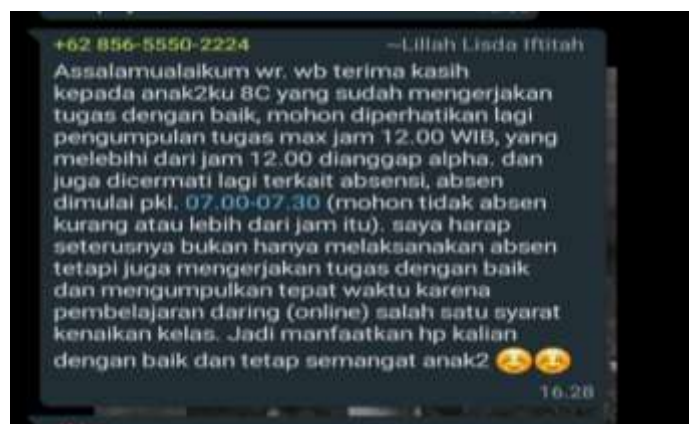 +62 856-5550-2224 ~Lillah Lisda Iftitah
Assalamualaikum wr. wb terima kasih
kepada anak2ku 8C yang sudah mengerjakan
tugas dengan baik, mohon diperhatikan lagi
pengumpulan tugas max jam 12.00 WIB, yang
melebihi dari jam 12.00 dianggap alpha. dan
juga dicermati lagi terkait absensi, absen
dimulai pkl. 07.00-07.30 (mohon tidak absen
kurang atau lebih dari jam itu). saya harap
seterusnya bukan hanya melaksanakan absen
tetapi juga mengerjakan tugas dengan baik
dan mengumpulkan tepat waktu karena
pembelajaran daring (online) salah satu syarat
kenaikan kelas. Jadi manfaatkan hp kalian
dengan baik dan tetap semangat anak2 😊😊
16.28